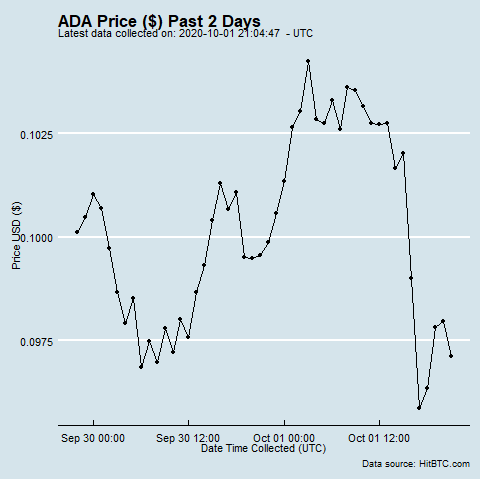 ADA Price ($) Past 2 Days
Latest data collected on: 2020-10-01 21:04:47 - UTC
Price USD ($)
0.1025
0.1000
0.0975
Sep 30 00:00 Sep 30 12:00 Oct 01 00:00 Oct 01 12:00
Date Time Collected (UTC)
Data source: HitBTC.com